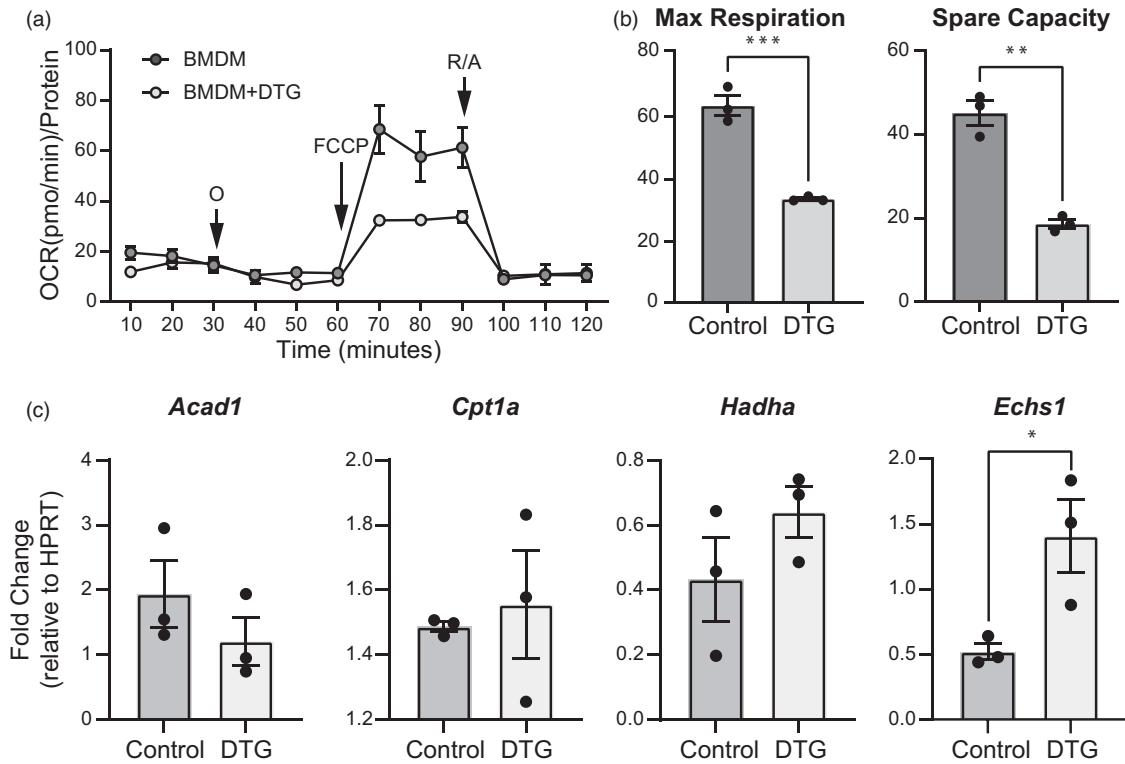 (a)
100
80
60
40
20
0
OCR(pmo/min)/Protein
BMDM
BMDM+DTG
O
FCCP
R/A
10 20 30 40 50 60 70 80 90 100 110 120
Time (minutes)
(b)
Max Respiration
80
60
40
20
0
***
Control DTG
Spare Capacity
60
40
20
0
**
Control DTG
(c)
Fold Change
(relative to HPRT)
Acad1
4
3
2
1
0
Control DTG
Cpt1a
2.0
1.8
1.6
1.4
1.2
Control DTG
Hadha
0.8
0.6
0.4
0.2
0.0
Control DTG
Echs1
2.0
1.5
1.0
0.5
0.0
*
Control DTG